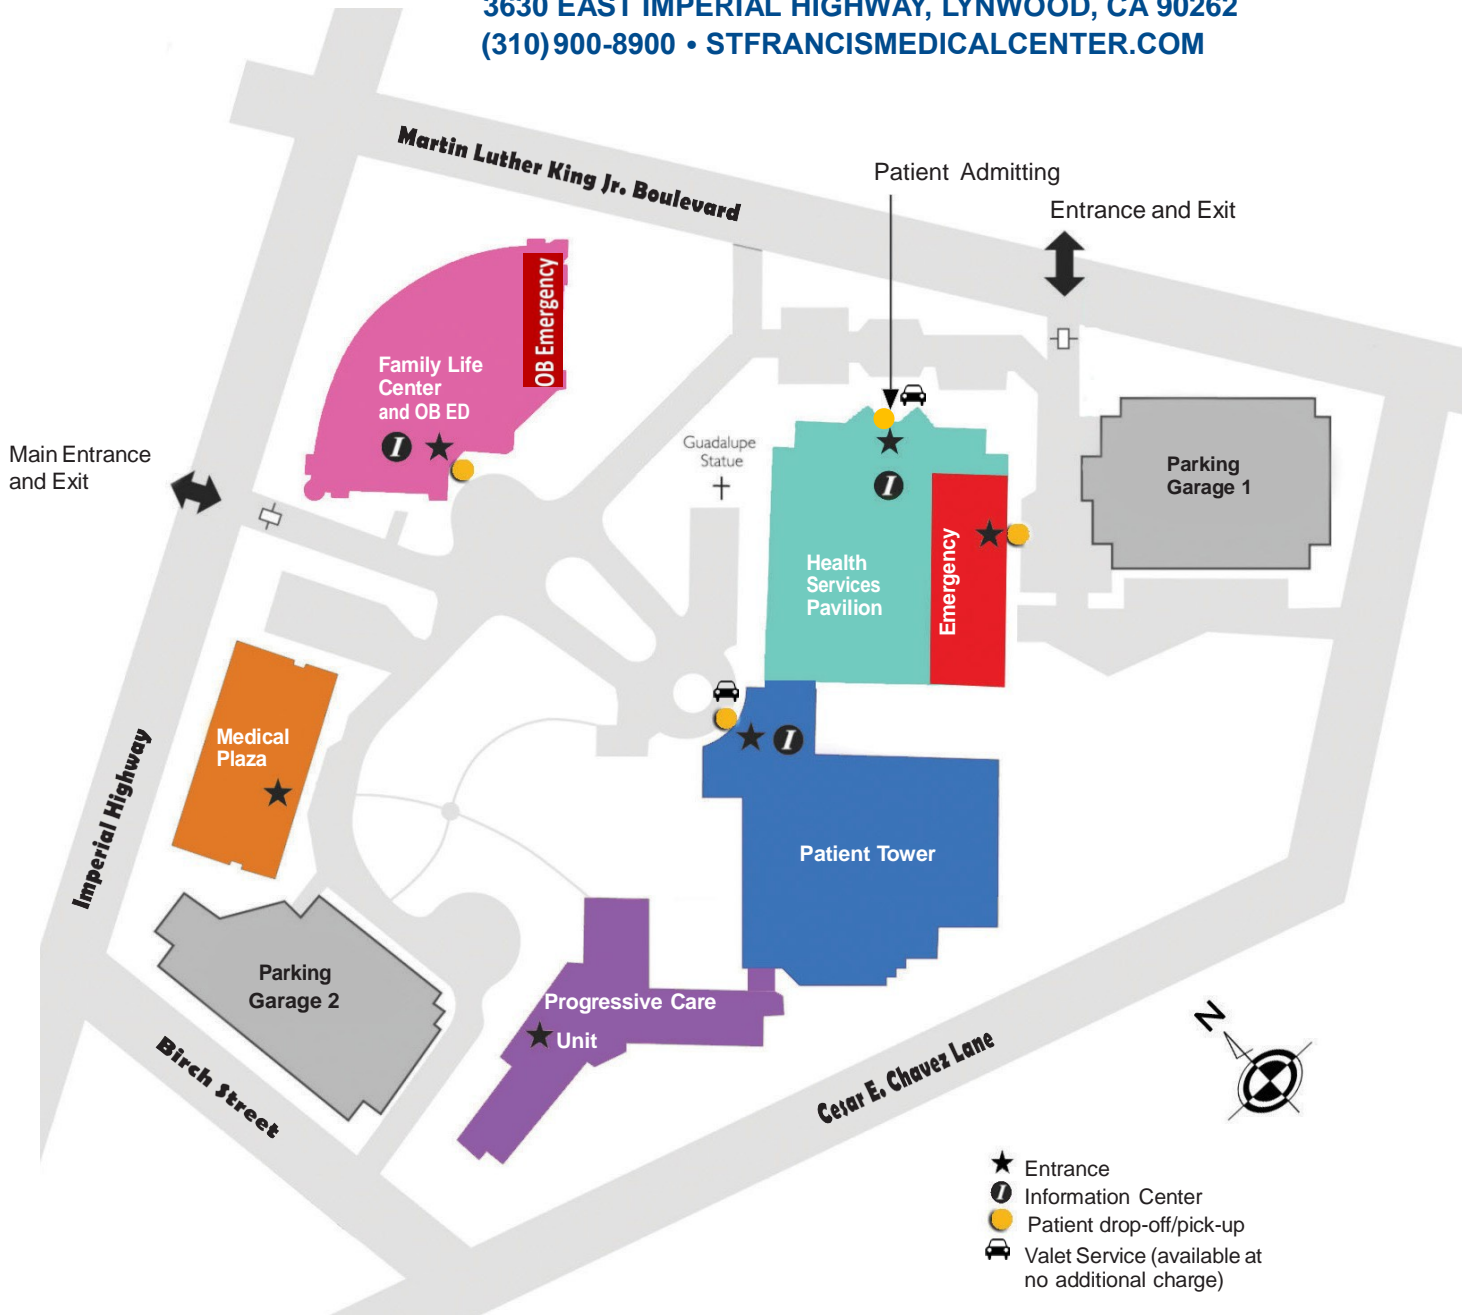 3630 EAST IMPERIAL HIGHWAY, LYNWOOD, CA 90262
(310) 900-8900 • STFRANCISMEDICALCENTER.COM
Martin Luther King Jr. Boulevard
Patient Admitting
Entrance and Exit
OB Emergency
Family Life
Center
and OB ED
I
Main Entrance
and Exit
Guadalupe
Statue
I
Parking
Garage 1
Health
Services
Pavilion
Emergency
Medical
Plaza
I
Imperial Highway
Patient Tower
Parking
Garage 2
Progressive Care
Unit
Birch Street
Cesar E. Chavez Lane
N
Entrance
I Information Center
Patient drop-off/pick-up
Valet Service (available at
no additional charge)